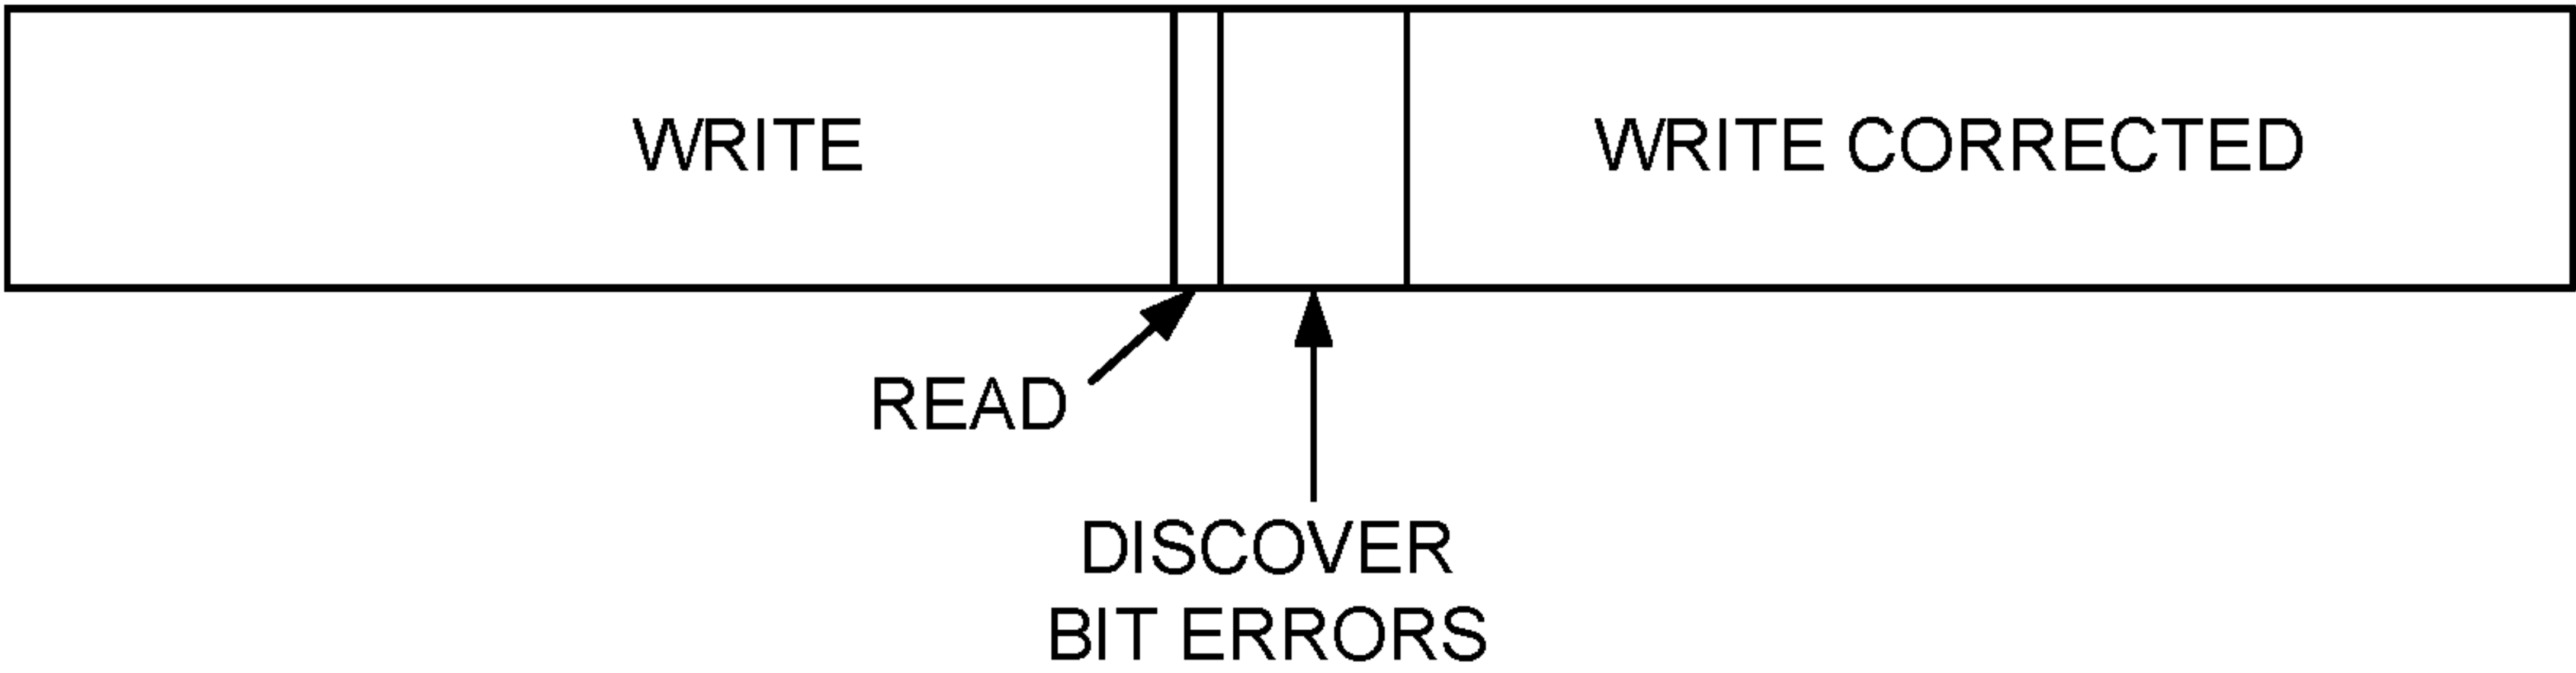 WRITE
WRITE CORRECTED
READ
DISCOVER
BIT ERRORS